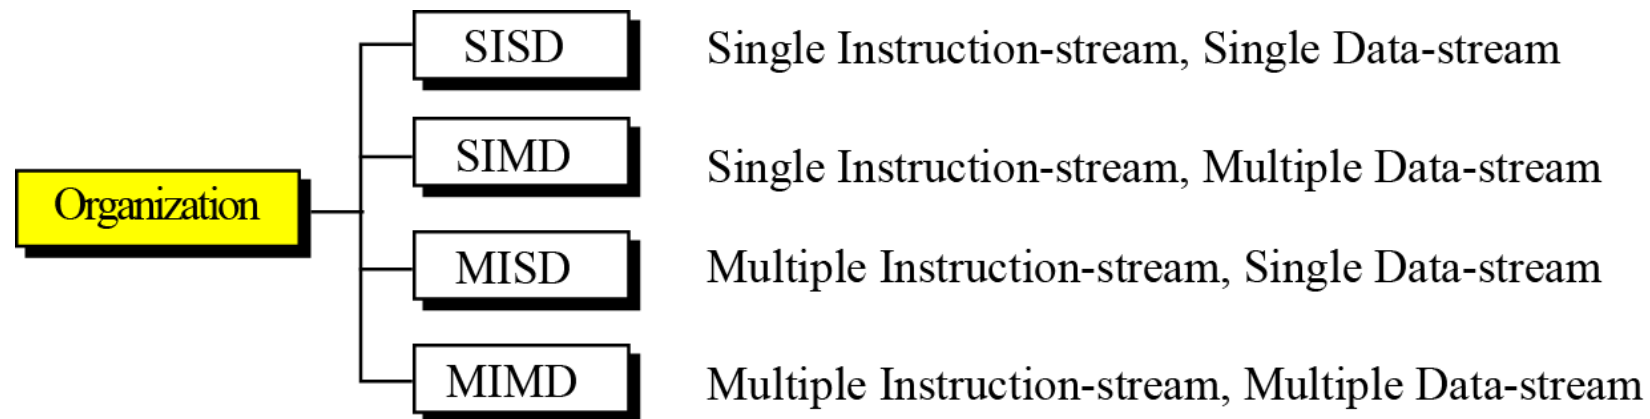 SISD Single Instruction-stream, Single Data-stream
SIMD Single Instruction-stream, Multiple Data-stream
Organization
MISD Multiple Instruction-stream, Single Data-stream
MIMD Multiple Instruction-stream, Multiple Data-stream